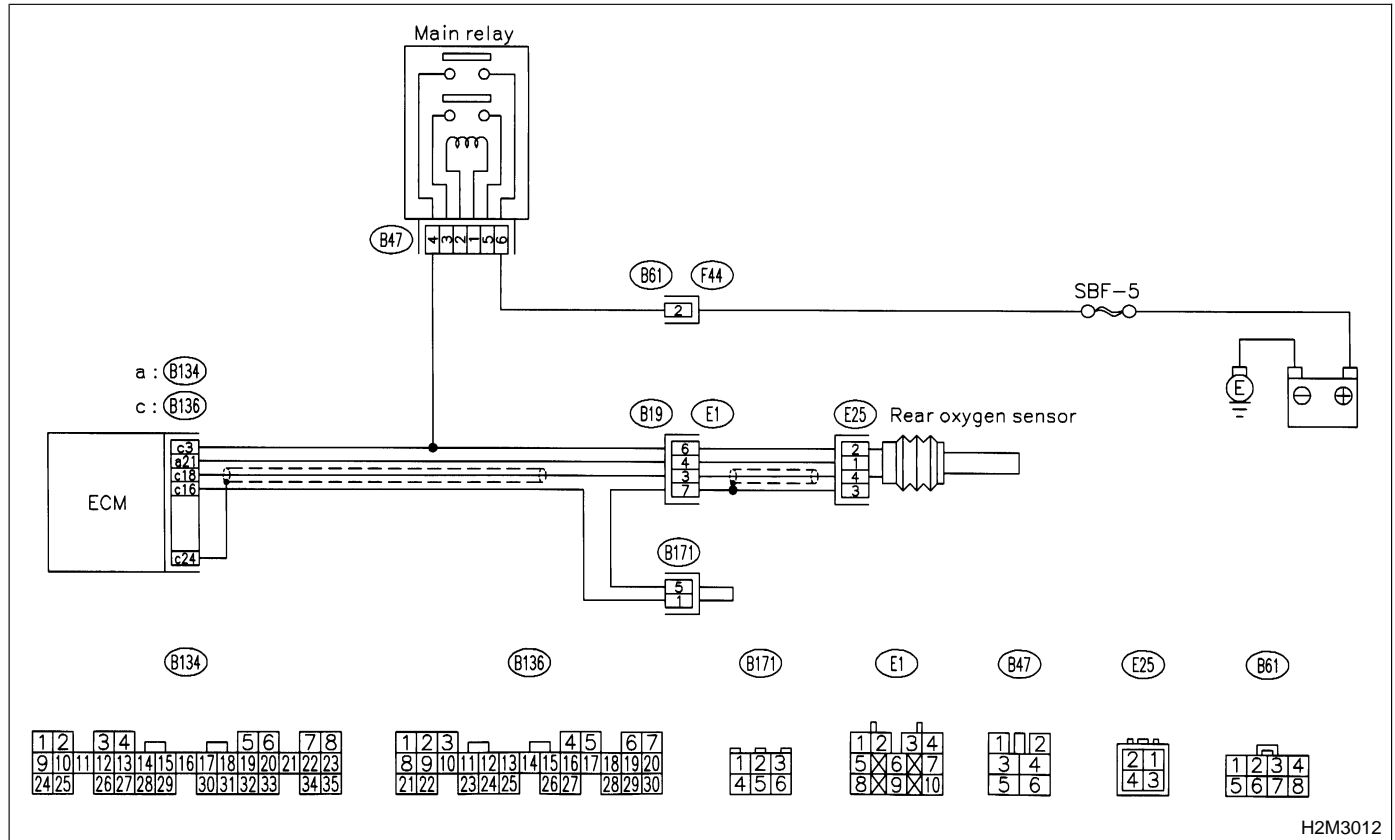 Main relay
B47
4 3 2 1 5 6
B61 F44
2
SBF-5
E
⊖ ⊕
a : B134
c : B136
B19 E1
E25 Rear oxygen sensor
ECM
c3
a21
c18
c16
c24
6
4
3
7
2
1
4
3
B171
5
1
B134
1 2 3 4 5 6 7 8
9 10 11 12 13 14 15 16 17 18 19 20 21 22 23
24 25 26 27 28 29 30 31 32 33 34 35
B136
1 2 3 4 5 6 7
8 9 10 11 12 13 14 15 16 17 18 19 20
21 22 23 24 25 26 27 28 29 30
B171
1 2 3
4 5 6
E1
1 2 3 4
5 6 7
8 9 10
B47
1 2
3 4
5 6
E25
2 1
4 3
B61
1 2 3 4
5 6 7 8
H2M3012